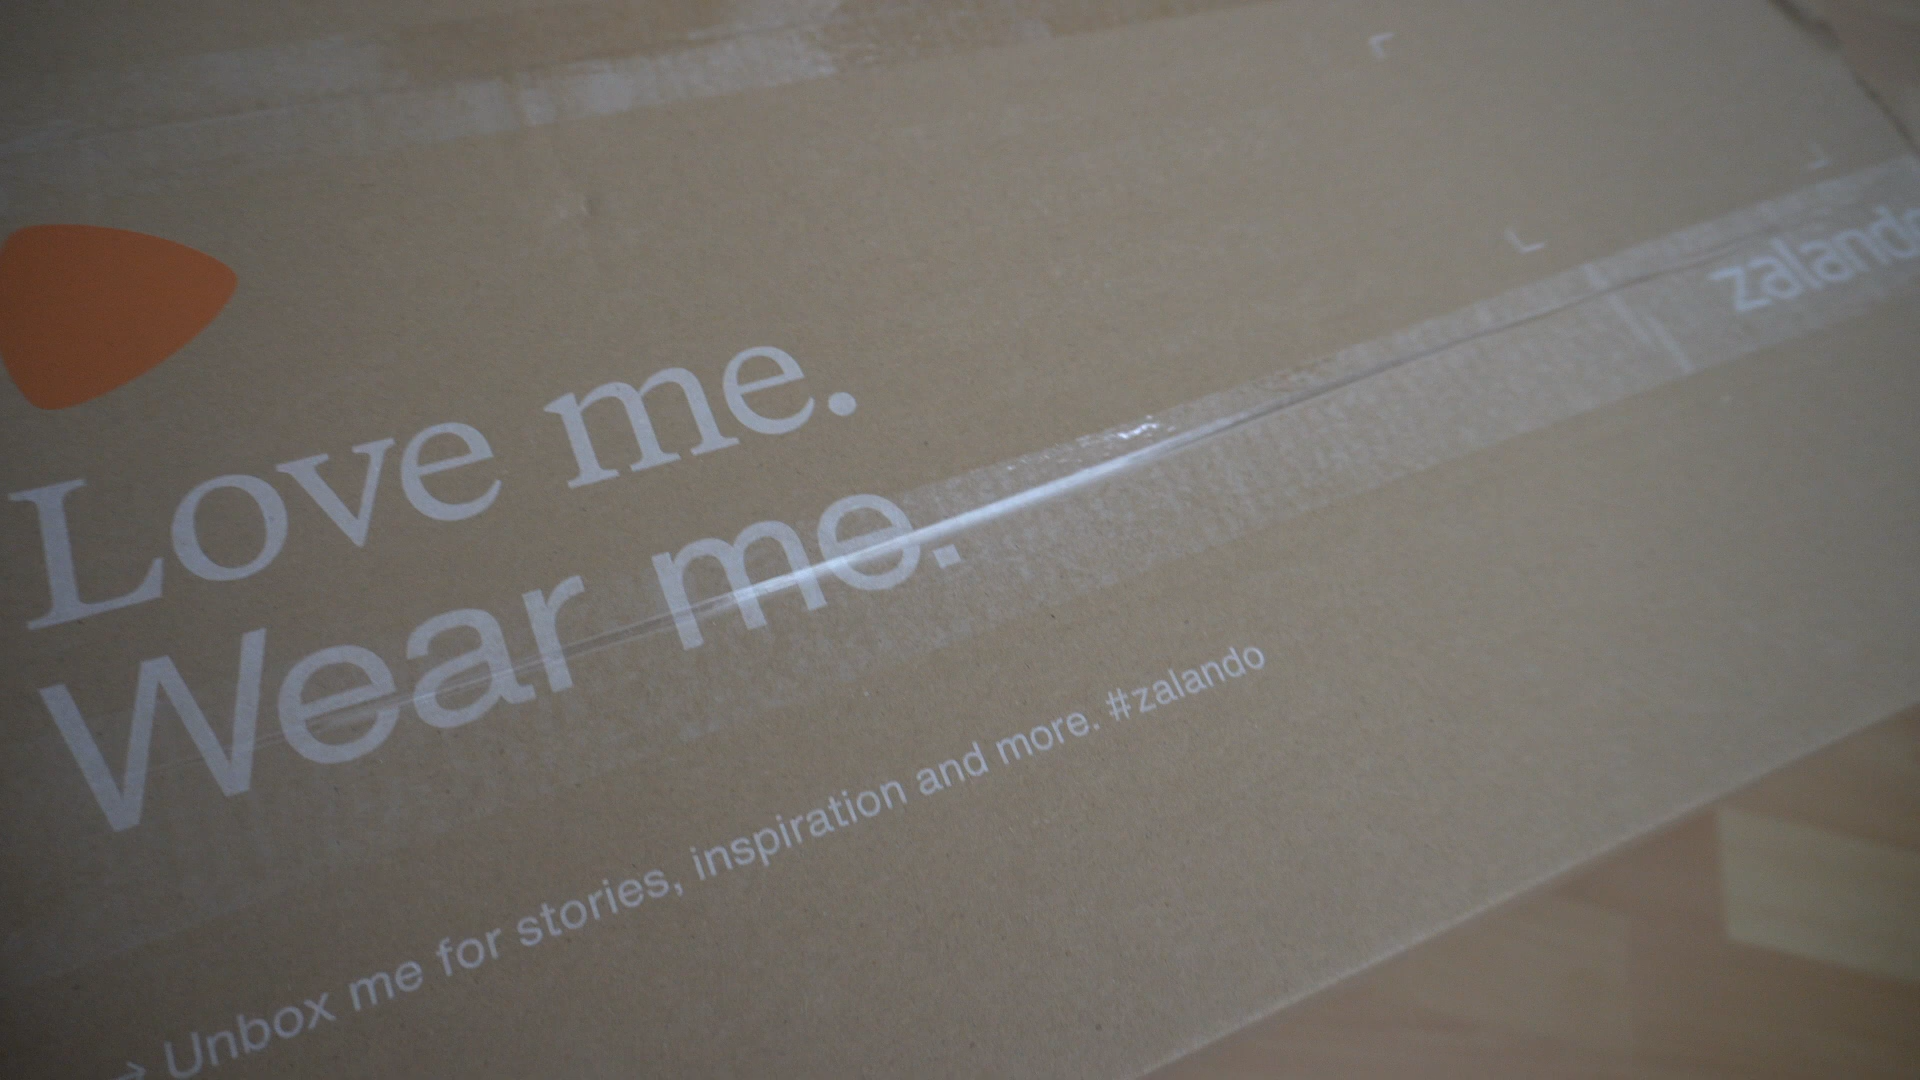 Love me.
Wear me.
→ Unbox me for stories, inspiration and more. #zalando
zalando